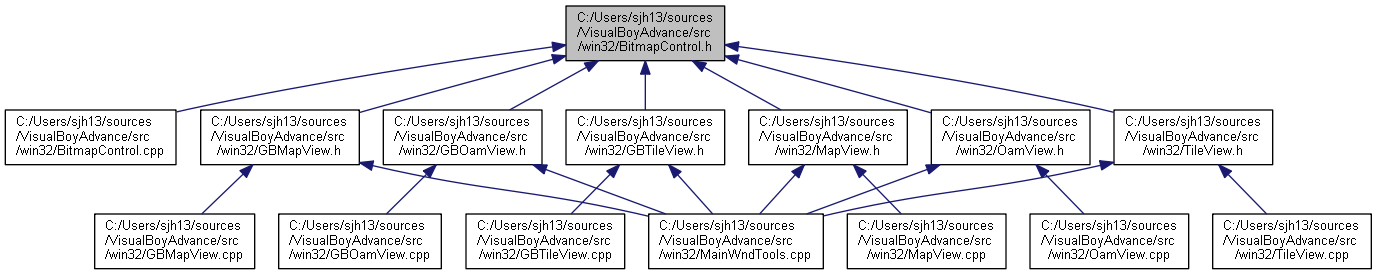 C:/Users/sjh13/sources
/VisualBoyAdvance/src
/win32/BitmapControl.h
C:/Users/sjh13/sources
/VisualBoyAdvance/src
/win32/BitmapControl.cpp
C:/Users/sjh13/sources
/VisualBoyAdvance/src
/win32/GBMapView.h
C:/Users/sjh13/sources
/VisualBoyAdvance/src
/win32/GBOamView.h
C:/Users/sjh13/sources
/VisualBoyAdvance/src
/win32/GBTileView.h
C:/Users/sjh13/sources
/VisualBoyAdvance/src
/win32/MapView.h
C:/Users/sjh13/sources
/VisualBoyAdvance/src
/win32/OamView.h
C:/Users/sjh13/sources
/VisualBoyAdvance/src
/win32/TileView.h
C:/Users/sjh13/sources
/VisualBoyAdvance/src
/win32/GBMapView.cpp
C:/Users/sjh13/sources
/VisualBoyAdvance/src
/win32/GBOamView.cpp
C:/Users/sjh13/sources
/VisualBoyAdvance/src
/win32/GBTileView.cpp
C:/Users/sjh13/sources
/VisualBoyAdvance/src
/win32/MainWndTools.cpp
C:/Users/sjh13/sources
/VisualBoyAdvance/src
/win32/MapView.cpp
C:/Users/sjh13/sources
/VisualBoyAdvance/src
/win32/OamView.cpp
C:/Users/sjh13/sources
/VisualBoyAdvance/src
/win32/TileView.cpp